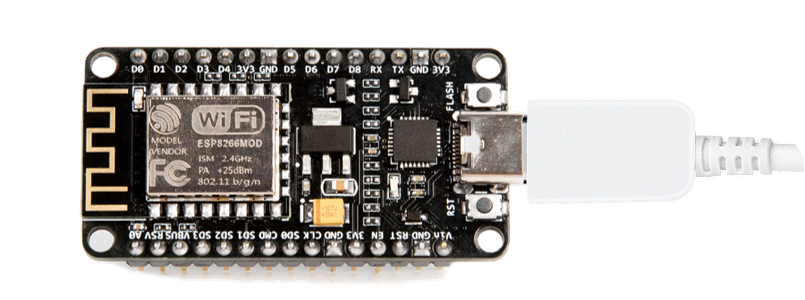 D0 D1 D2 D3 D4 3V3 GND D5 D6 D7 D8 RX TX GND 3V3
FLASH
WiFi
ESP8266MOD
MODEL
VENDOR
ISM 2.4GHz
PA +25dBm
FC 802.11 b/g/n
RST
A0 RSV VBUS SD3 SD2 SD1 CMD SD0 CLK GND 3V3 EN RST GND Vin